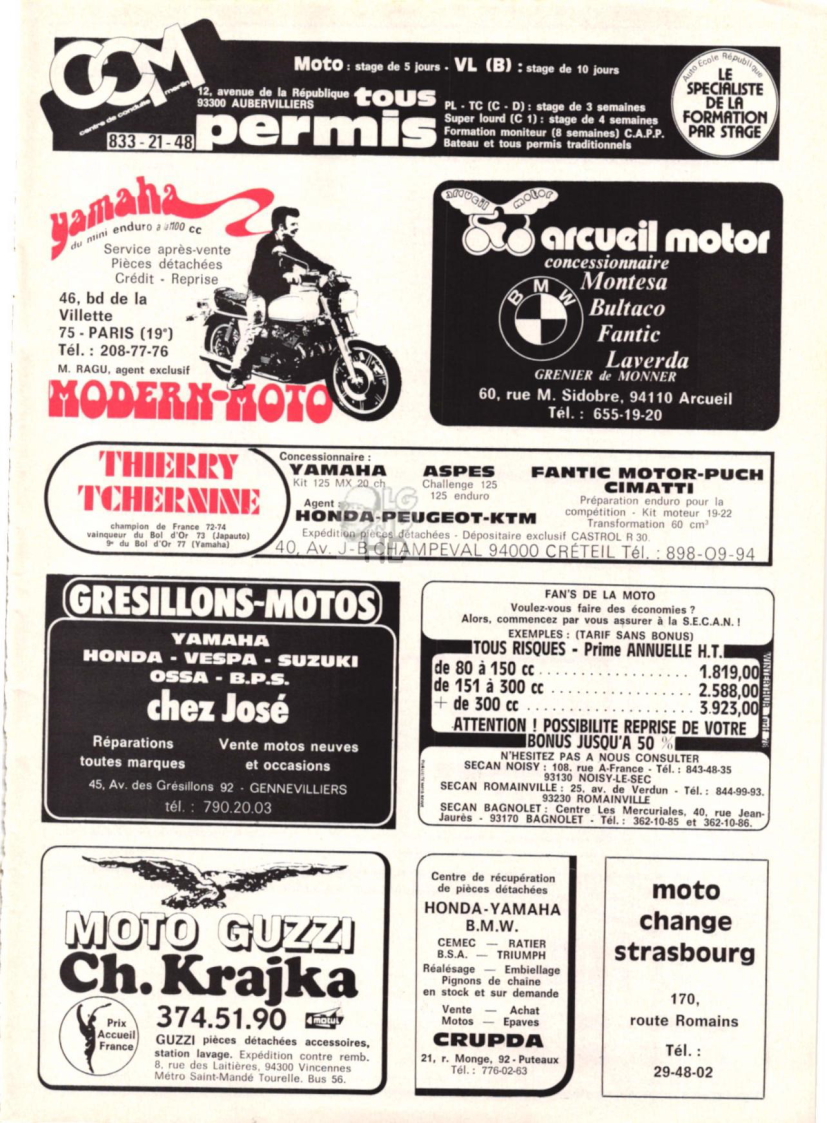 CCM
centre de conduite martin
833-21-48
Moto : stage de 5 jours - VL (B) : stage de 10 jours
12, avenue de la République
93300 AUBERVILLIERS
tous
permis
PL - TC (C - D) : stage de 3 semaines
Super lourd (C 1) : stage de 4 semaines
Formation moniteur (8 semaines) C.A.P.P.
Bateau et tous permis traditionnels
Auto Ecole République
LE
SPECIALISTE
DE LA
FORMATION
PAR STAGE
yamaha
du mini enduro à 1100 cc
Service après-vente
Pièces détachées
Crédit - Reprise
46, bd de la
Villette
75 - PARIS (19e)
Tél. : 208-77-76
M. RAGU, agent exclusif
MODERN-MOTO
arcueil motor
arcueil motor
concessionnaire
BMW
Montesa
Bultaco
Fantic
Laverda
GRENIER de MONNER
60, rue M. Sidobre, 94110 Arcueil
Tél. : 655-19-20
THIERRY
TCHERNINE
champion de France 72-74
vainqueur du Bol d'Or 73 (Japauto)
9e du Bol d'Or 77 (Yamaha)
Concessionnaire :
YAMAHA
Kit 125 MX 20 ch
ASPES
Challenge 125
125 enduro
FANTIC MOTOR-PUCH
CIMATTI
Préparation enduro pour la
compétition - Kit moteur 19-22
Transformation 60 cm³
Agent :
HONDA-PEUGEOT-KTM
Expédition pièces détachées - Dépositaire exclusif CASTROL R 30
40, Av. J-B CHAMPEVAL 94000 CRÉTEIL Tél. : 898-09-94
GRESILLONS-MOTOS
YAMAHA
HONDA - VESPA - SUZUKI
OSSA - B.P.S.
chez José
Réparations
toutes marques
Vente motos neuves
et occasions
45, Av. des Grésillons 92 - GENNEVILLIERS
tél. : 790.20.03
FAN'S DE LA MOTO
Voulez-vous faire des économies ?
Alors, commencez par vous assurer à la S.E.C.A.N. !
EXEMPLES : (TARIF SANS BONUS)
TOUS RISQUES - Prime ANNUELLE H.T.
de 80 à 150 cc .................. 1.819,00
de 151 à 300 cc ................. 2.588,00
+ de 300 cc ..................... 3.923,00
ATTENTION ! POSSIBILITE REPRISE DE VOTRE
BONUS JUSQU'A 50 %
N'HESITEZ PAS A NOUS CONSULTER
SECAN NOISY : 108, rue A-France - Tél. : 843-48-35
93130 NOISY-LE-SEC
SECAN ROMAINVILLE : 25, av. de Verdun - Tél. : 844-99-93.
93230 ROMAINVILLE
SECAN BAGNOLET : Centre Les Mercuriales, 40, rue Jean-
Jaurès - 93170 BAGNOLET - Tél. : 362-10-85 et 362-10-86.
MOTO GUZZI
Ch. Krajka
Prix
Accueil
France
374.51.90
motul
GUZZI pièces détachées accessoires,
station lavage. Expédition contre remb.
8, rue des Laitières, 94300 Vincennes
Métro Saint-Mandé Tourelle. Bus 56.
Centre de récupération
de pièces détachées
HONDA-YAMAHA
B.M.W.
CEMEC — RATIER
B.S.A. — TRIUMPH
Réalésage — Embiellage
Pignons de chaine
en stock et sur demande
Vente — Achat
Motos — Epaves
CRUPDA
21, r. Monge, 92 - Puteaux
Tél. : 776-02-63
moto
change
strasbourg
170,
route Romains
Tél. :
29-48-02